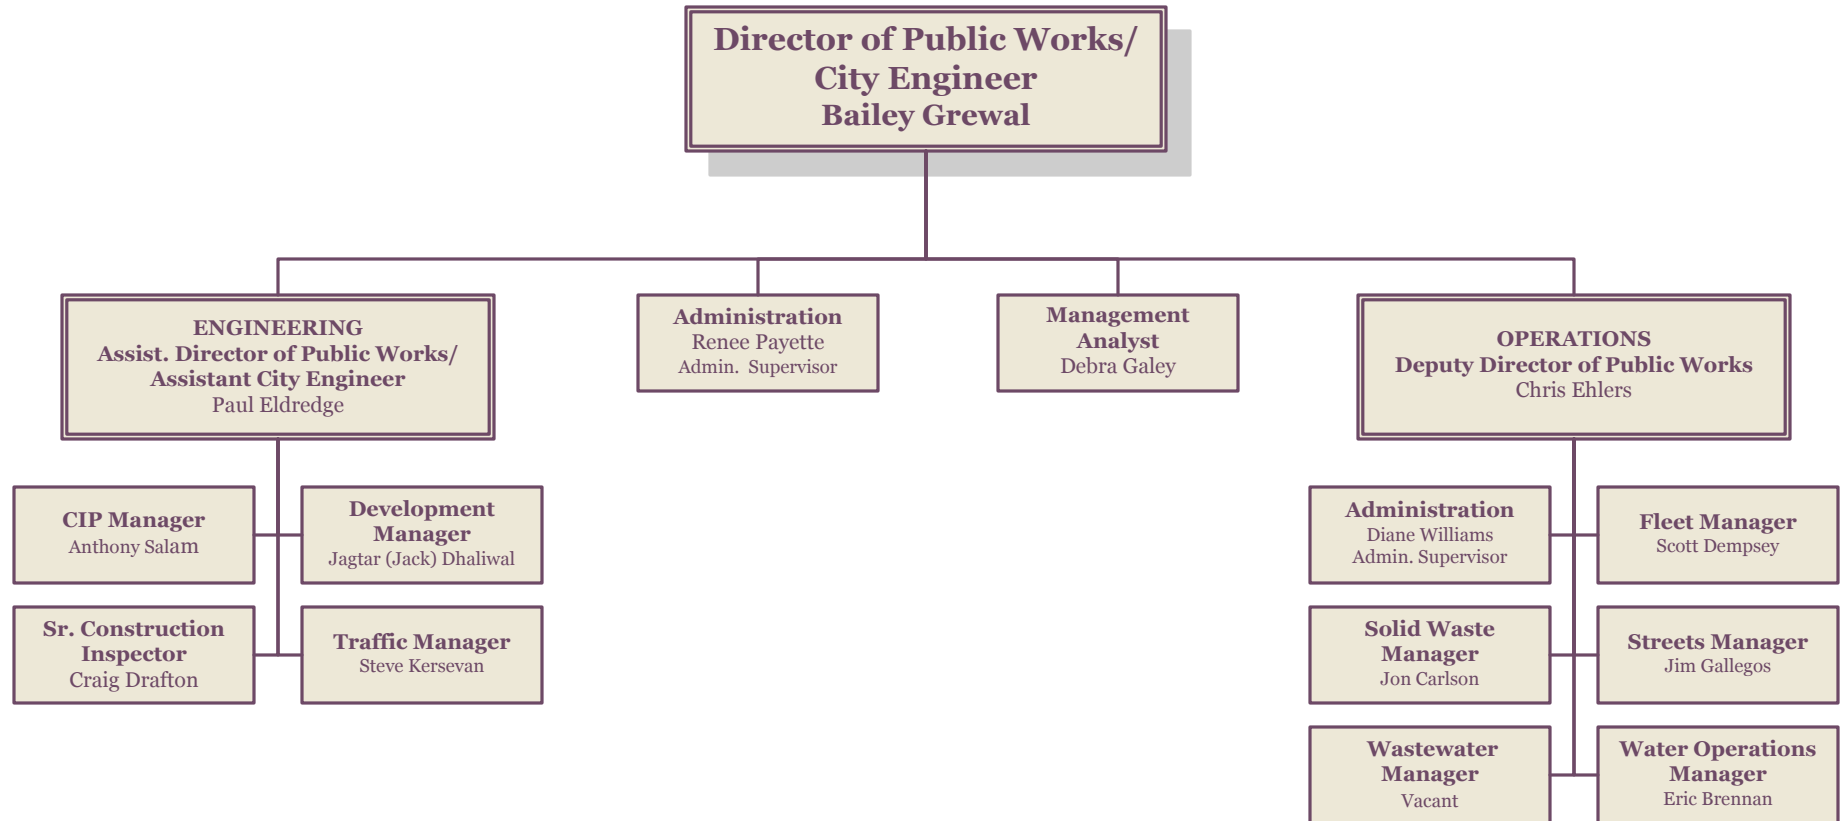 Director of Public Works/
City Engineer
Bailey Grewal
ENGINEERING
Assist. Director of Public Works/
Assistant City Engineer
Paul Eldredge
Administration
Renee Payette
Admin. Supervisor
Management
Analyst
Debra Galey
OPERATIONS
Deputy Director of Public Works
Chris Ehlers
CIP Manager
Anthony Salam
Development
Manager
Jagtar (Jack) Dhaliwal
Sr. Construction
Inspector
Craig Drafton
Traffic Manager
Steve Kersevan
Administration
Diane Williams
Admin. Supervisor
Fleet Manager
Scott Dempsey
Solid Waste
Manager
Jon Carlson
Streets Manager
Jim Gallegos
Wastewater
Manager
Vacant
Water Operations
Manager
Eric Brennan